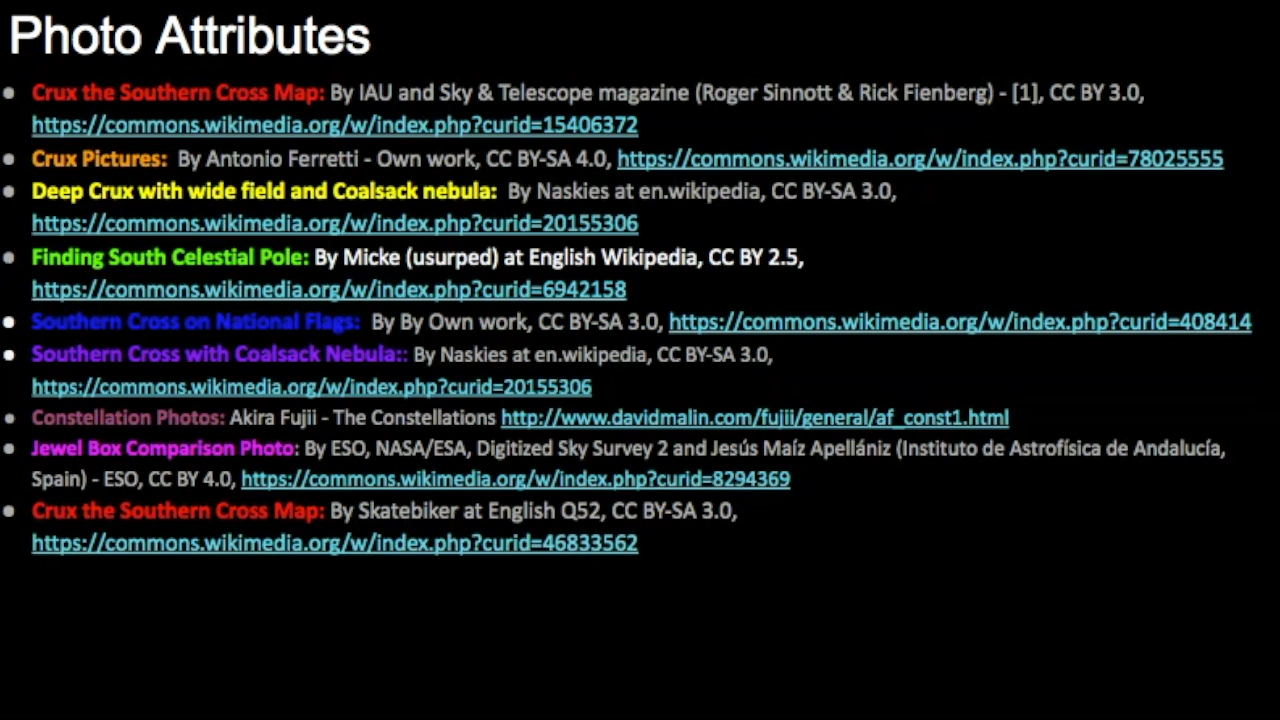 Photo Attributes
● Crux the Southern Cross Map: By IAU and Sky & Telescope magazine (Roger Sinnott & Rick Fienberg) - [1], CC BY 3.0,
https://commons.wikimedia.org/w/index.php?curid=15406372
● Crux Pictures: By Antonio Ferretti - Own work, CC BY-SA 4.0, https://commons.wikimedia.org/w/index.php?curid=78025555
● Deep Crux with wide field and Coalsack nebula: By Naskies at en.wikipedia, CC BY-SA 3.0,
https://commons.wikimedia.org/w/index.php?curid=20155306
● Finding South Celestial Pole: By Micke (usurped) at English Wikipedia, CC BY 2.5,
https://commons.wikimedia.org/w/index.php?curid=6942158
● Southern Cross on National Flags: By By Own work, CC BY-SA 3.0, https://commons.wikimedia.org/w/index.php?curid=408414
● Southern Cross with Coalsack Nebula:: By Naskies at en.wikipedia, CC BY-SA 3.0,
https://commons.wikimedia.org/w/index.php?curid=20155306
● Constellation Photos: Akira Fujii - The Constellations http://www.davidmalin.com/fujii/general/af_const1.html
● Jewel Box Comparison Photo: By ESO, NASA/ESA, Digitized Sky Survey 2 and Jesús Maíz Apellániz (Instituto de Astrofísica de Andalucía,
Spain) - ESO, CC BY 4.0, https://commons.wikimedia.org/w/index.php?curid=8294369
● Crux the Southern Cross Map: By Skatebiker at English Q52, CC BY-SA 3.0,
https://commons.wikimedia.org/w/index.php?curid=46833562